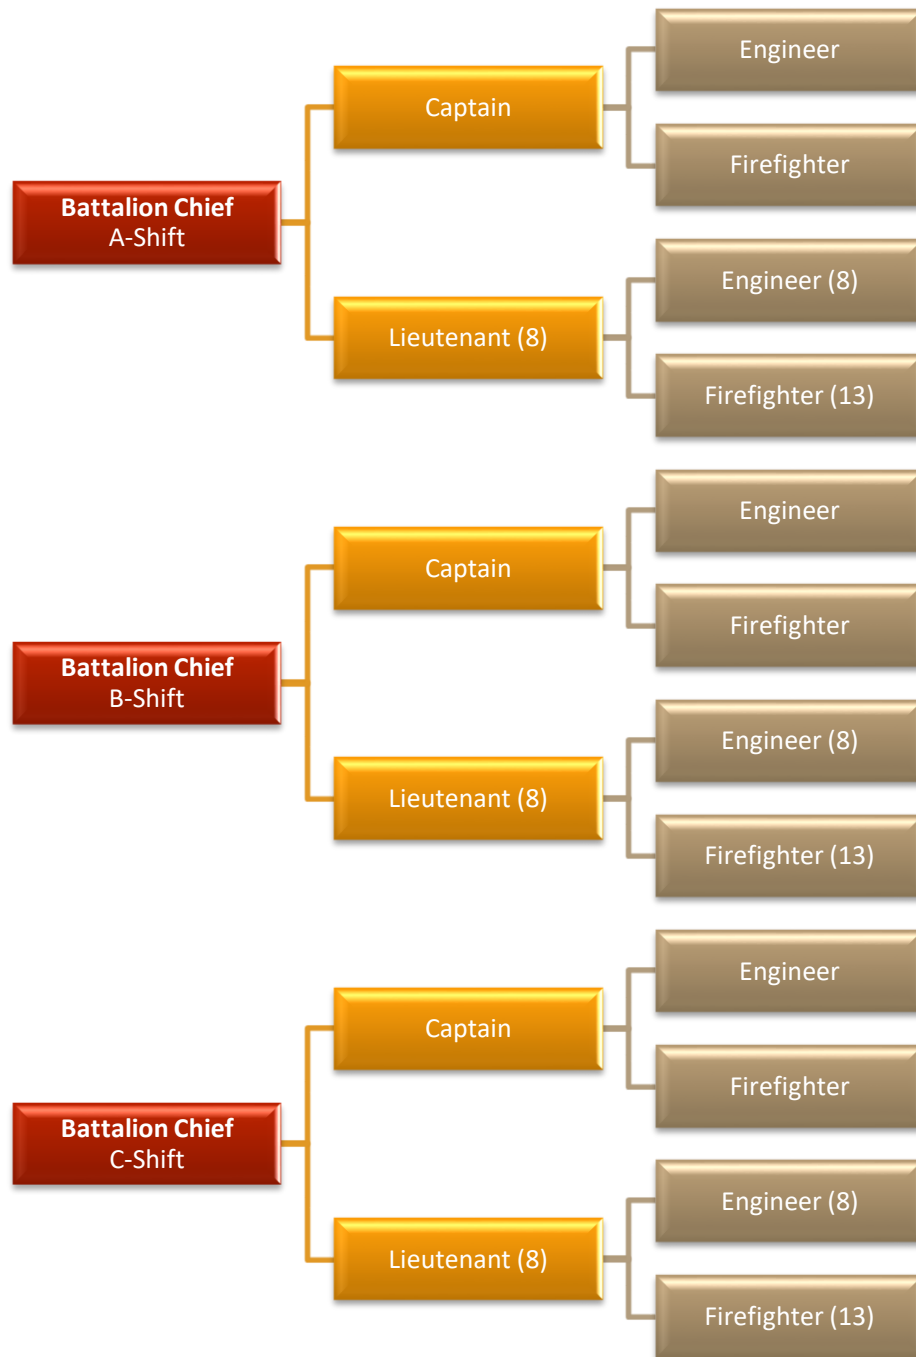 Engineer
Captain
Firefighter
Battalion Chief
A-Shift
Engineer (8)
Lieutenant (8)
Firefighter (13)
Engineer
Captain
Firefighter
Battalion Chief
B-Shift
Engineer (8)
Lieutenant (8)
Firefighter (13)
Engineer
Captain
Firefighter
Battalion Chief
C-Shift
Engineer (8)
Lieutenant (8)
Firefighter (13)